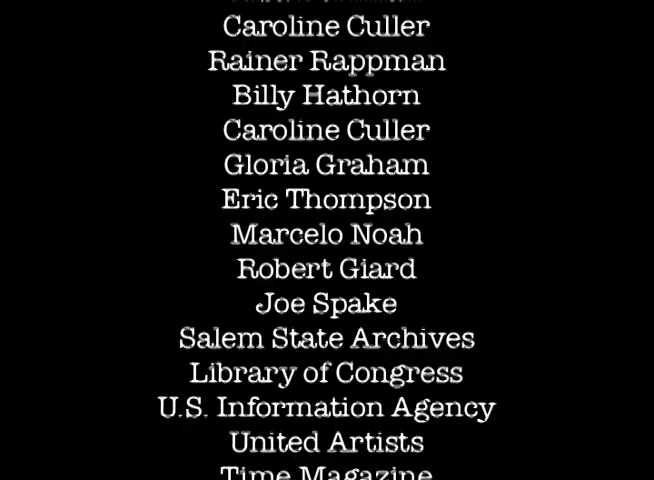 Caroline Culler
Rainer Rappman
Billy Hathorn
Caroline Culler
Gloria Graham
Eric Thompson
Marcelo Noah
Robert Giard
Joe Spake
Salem State Archives
Library of Congress
U.S. Information Agency
United Artists
Time Magazine